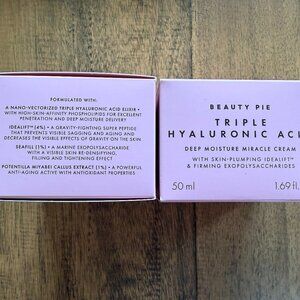 FORMULATED WITH:
A NANO-VECTORIZED TRIPLE HYALURONIC ACID ELIXIR •
WITH HIGH-SKIN-AFFINITY PHOSPHOLIPIDS FOR EXCELLENT
PENETRATION AND DEEP MOISTURE DELIVERY
IDEALIFT™ (4%) • A GRAVITY-FIGHTING SUPER PEPTIDE
THAT PREVENTS VISIBLE SAGGING AND AGING AND
DECREASES THE VISIBLE EFFECTS OF GRAVITY ON THE SKIN
SEAFILL (1%) • A MARINE EXOPOLYSACCHARIDE
WITH A VISIBLE SKIN RE-DENSIFYING,
FILLING AND TIGHTENING EFFECT
POTENTILLA MIYABEI CALLUS EXTRACT (1%) • A POWERFUL
ANTI-AGING ACTIVE WITH ANTIOXIDANT PROPERTIES
BEAUTY PIE
TRIPLE
HYALURONIC ACI
DEEP MOISTURE MIRACLE CREAM
WITH SKIN-PLUMPING IDEALIFT™
& FIRMING EXOPOLYSACCHARIDES
50 ml 1.69 fl.